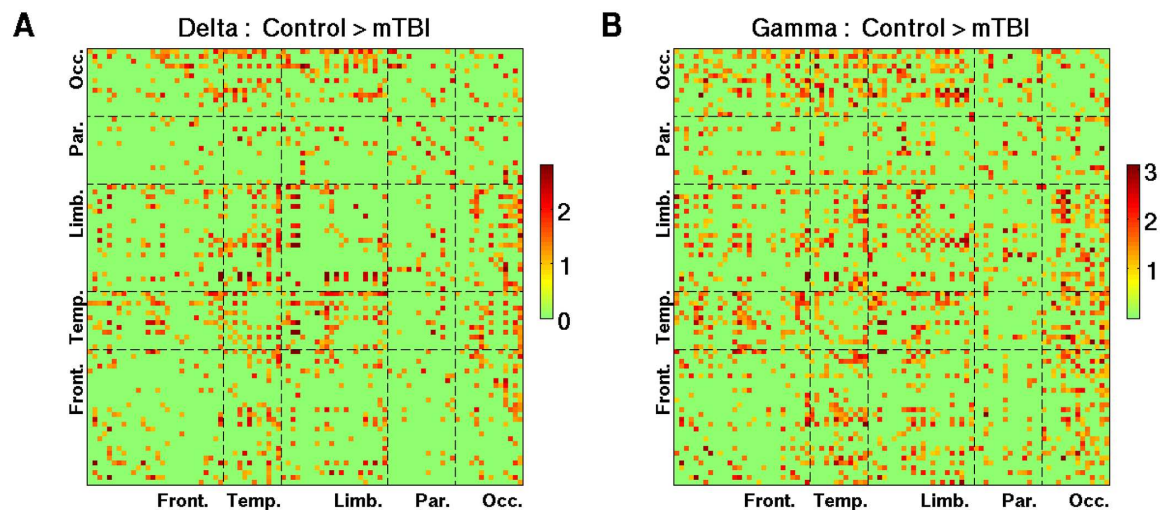 A
Delta : Control > mTBI
Occ.
Par.
Limb.
Temp.
Front.
Front. Temp. Limb. Par. Occ.
2
1
0
B
Gamma : Control > mTBI
Occ.
Par.
Limb.
Temp.
Front.
Front. Temp. Limb. Par. Occ.
3
2
1